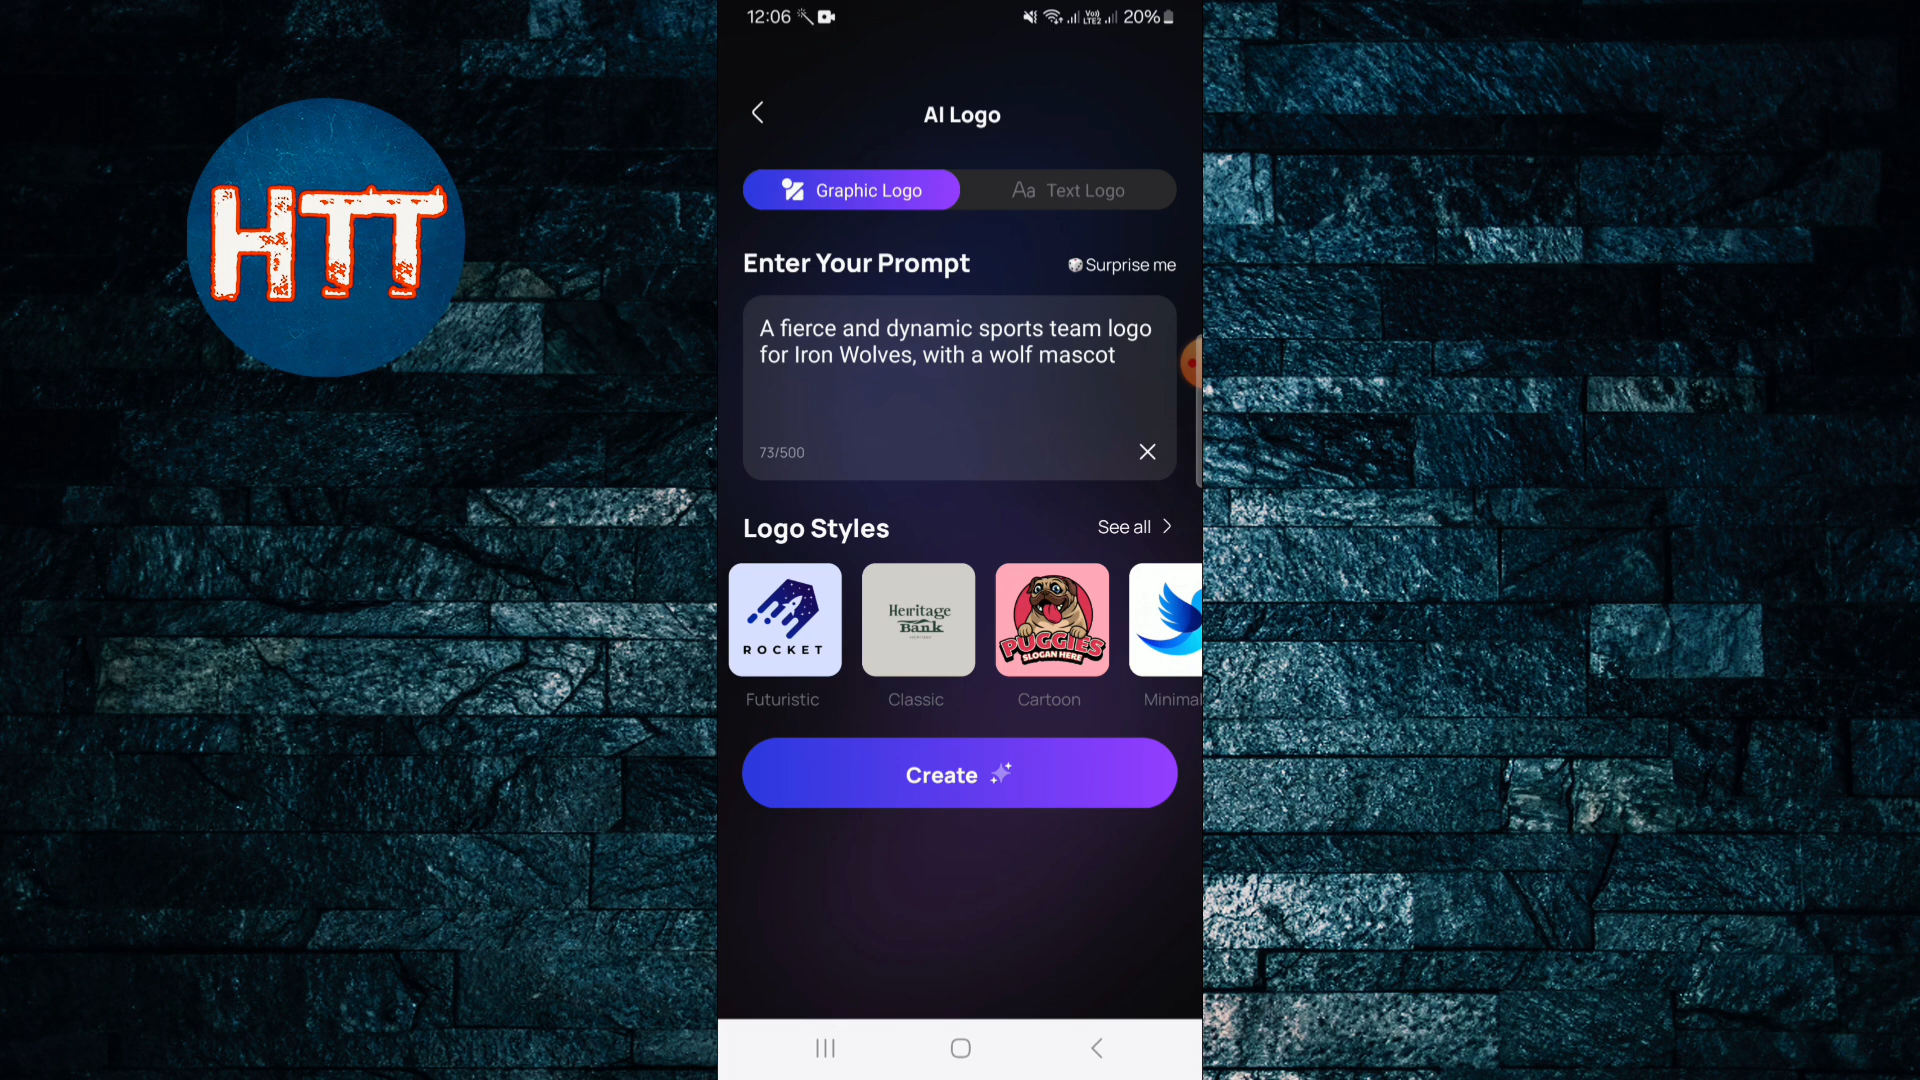 12:06
Vo))
LTE2
20%
HTT
AI Logo
Graphic Logo
Aa Text Logo
Enter Your Prompt
Surprise me
A fierce and dynamic sports team logo
for Iron Wolves, with a wolf mascot
73/500
Logo Styles
See all
ROCKET
Heritage
Bank
PUGGIES
SLOGAN HERE
Futuristic
Classic
Cartoon
Minimal
Create